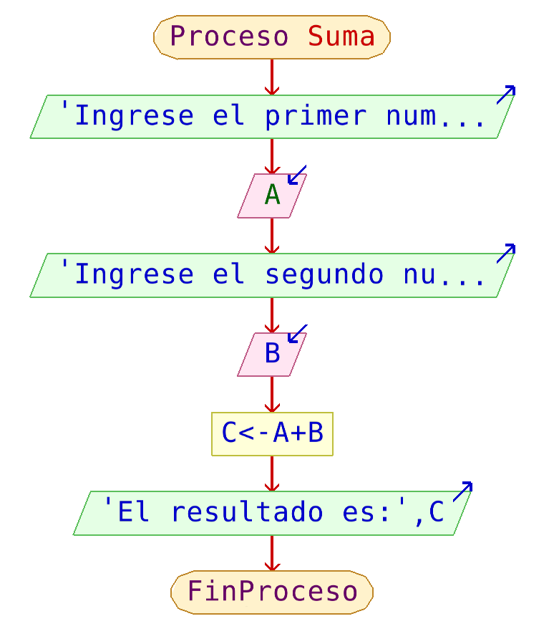 Proceso Suma
'Ingrese el primer num...
A
'Ingrese el segundo nu...
B
C<-A+B
'El resultado es:',C
FinProceso